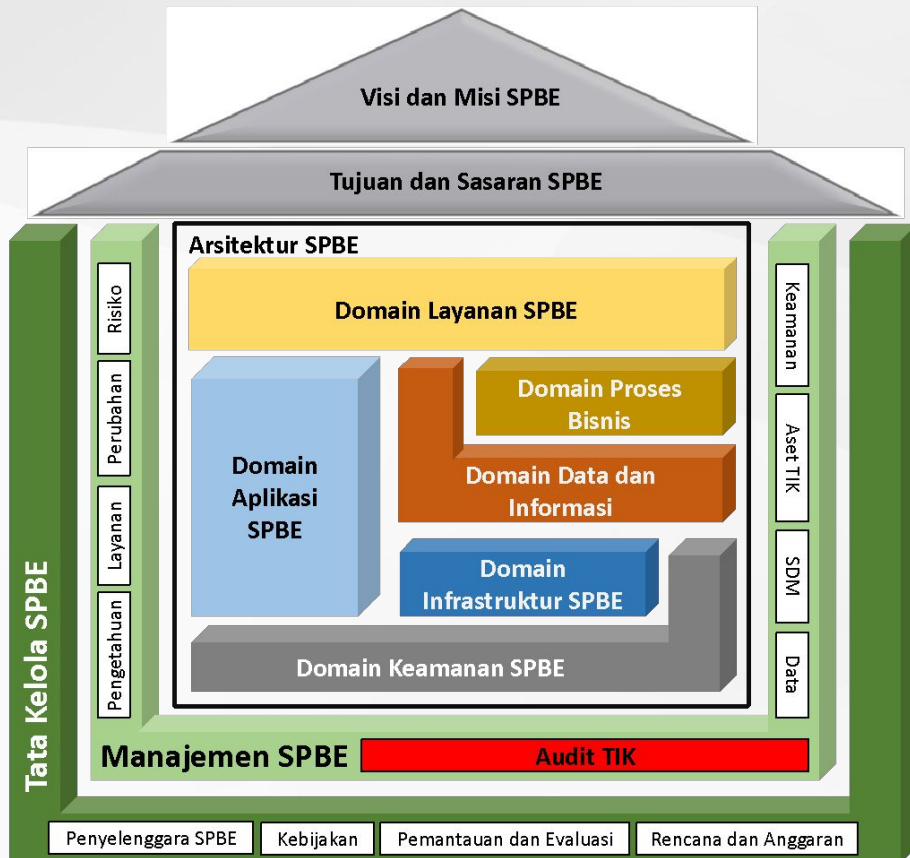 Visi dan Misi SPBE
Tujuan dan Sasaran SPBE
Arsitektur SPBE
Domain Layanan SPBE
Domain
Aplikasi
SPBE
Domain Proses
Bisnis
Domain Data dan
Informasi
Domain
Infrastruktur SPBE
Domain Keamanan SPBE
Risiko
Perubahan
Layanan
Pengetahuan
Keamanan
Aset TIK
SDM
Data
Manajemen SPBE
Audit TIK
Tata Kelola SPBE
Penyelenggara SPBE
Kebijakan
Pemantauan dan Evaluasi
Rencana dan Anggaran